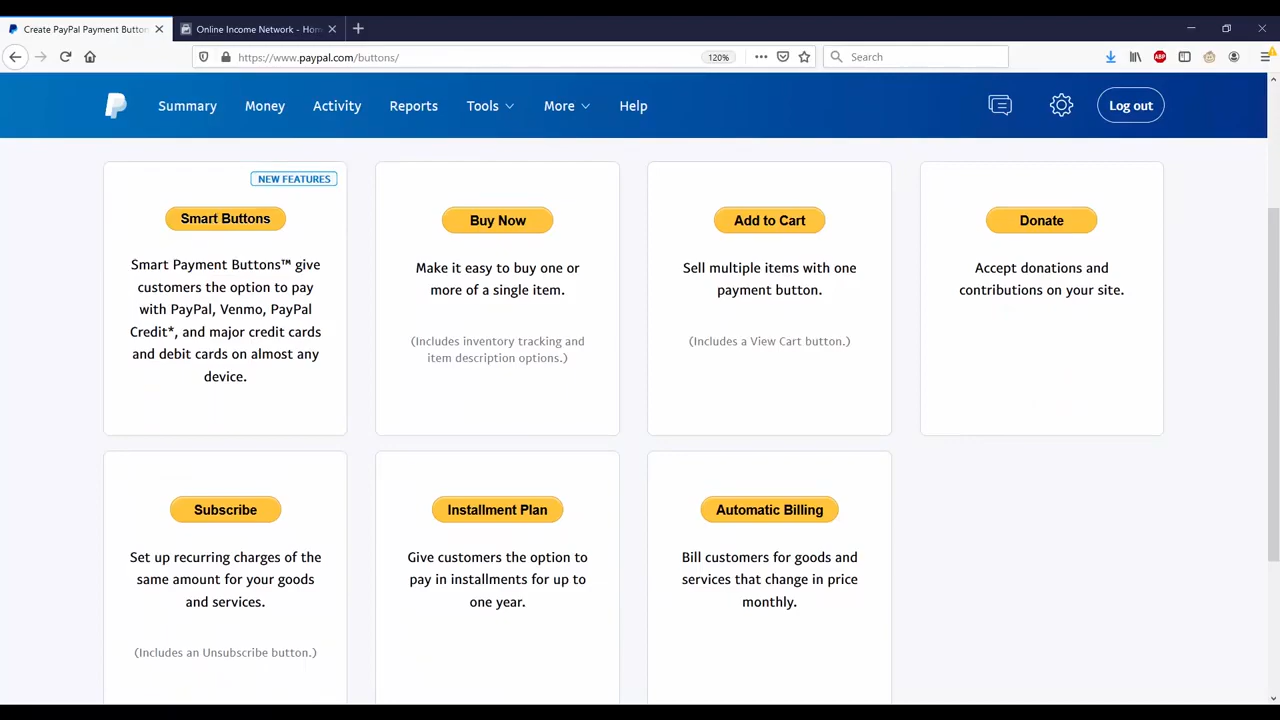 Create PayPal Payment Button
Online Income Network - Hom
https://www.paypal.com/buttons/
120%
Search
ABP
Summary
Money
Activity
Reports
Tools
More
Help
Log out
NEW FEATURES
Smart Buttons
Smart Payment Buttons™ give
customers the option to pay
with PayPal, Venmo, PayPal
Credit*, and major credit cards
and debit cards on almost any
device.
Buy Now
Make it easy to buy one or
more of a single item.
(Includes inventory tracking and
item description options.)
Add to Cart
Sell multiple items with one
payment button.
(Includes a View Cart button.)
Donate
Accept donations and
contributions on your site.
Subscribe
Set up recurring charges of the
same amount for your goods
and services.
(Includes an Unsubscribe button.)
Installment Plan
Give customers the option to
pay in installments for up to
one year.
Automatic Billing
Bill customers for goods and
services that change in price
monthly.